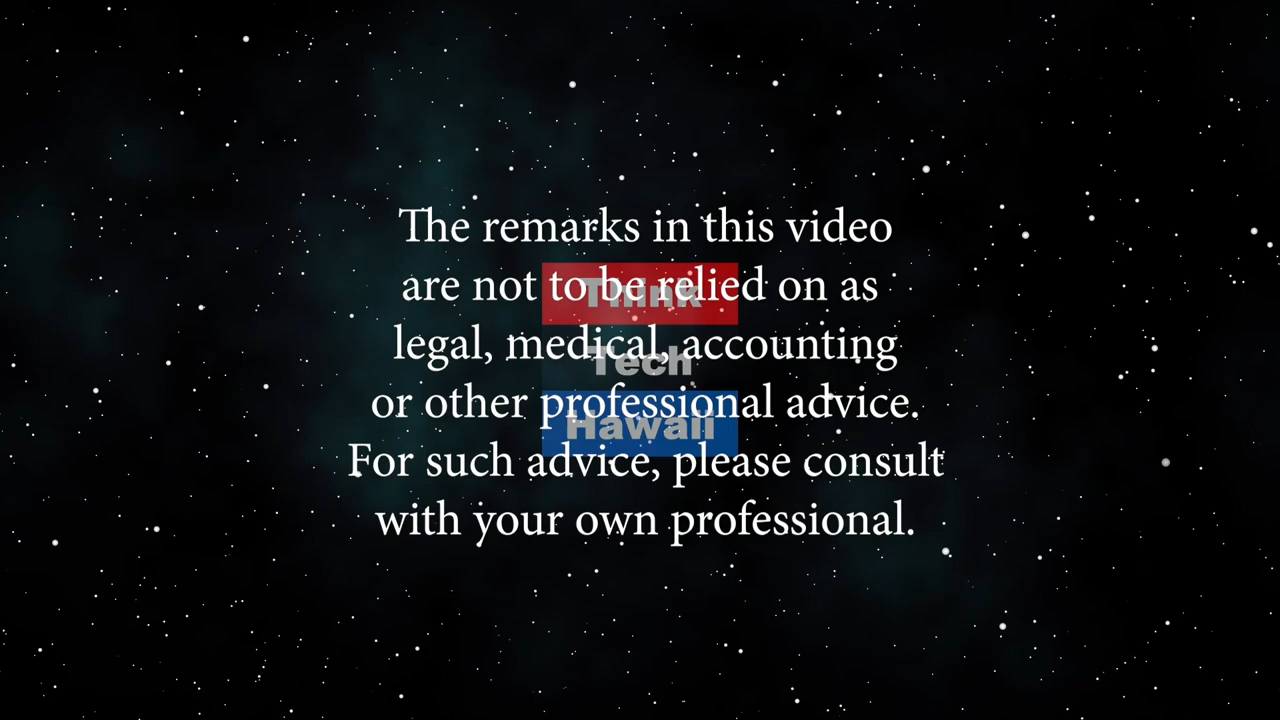 The remarks in this video
are not to be relied on as
legal, medical, accounting
or other professional advice.
For such advice, please consult
with your own professional.
Think
Tech
Hawaii